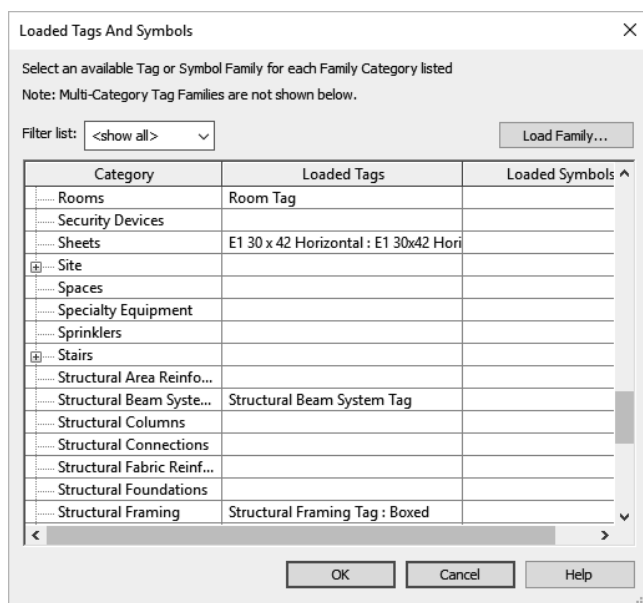 Loaded Tags And Symbols
Select an available Tag or Symbol Family for each Family Category listed
Note: Multi-Category Tag Families are not shown below.
Filter list: <show all> Load Family...
Category Loaded Tags Loaded Symbols
Rooms Room Tag
Security Devices
Sheets E1 30 x 42 Horizontal : E1 30x42 Hori
Site
Spaces
Specialty Equipment
Sprinklers
Stairs
Structural Area Reinfo...
Structural Beam Syste... Structural Beam System Tag
Structural Columns
Structural Connections
Structural Fabric Reinf...
Structural Foundations
Structural Framing Structural Framing Tag : Boxed
OK Cancel Help